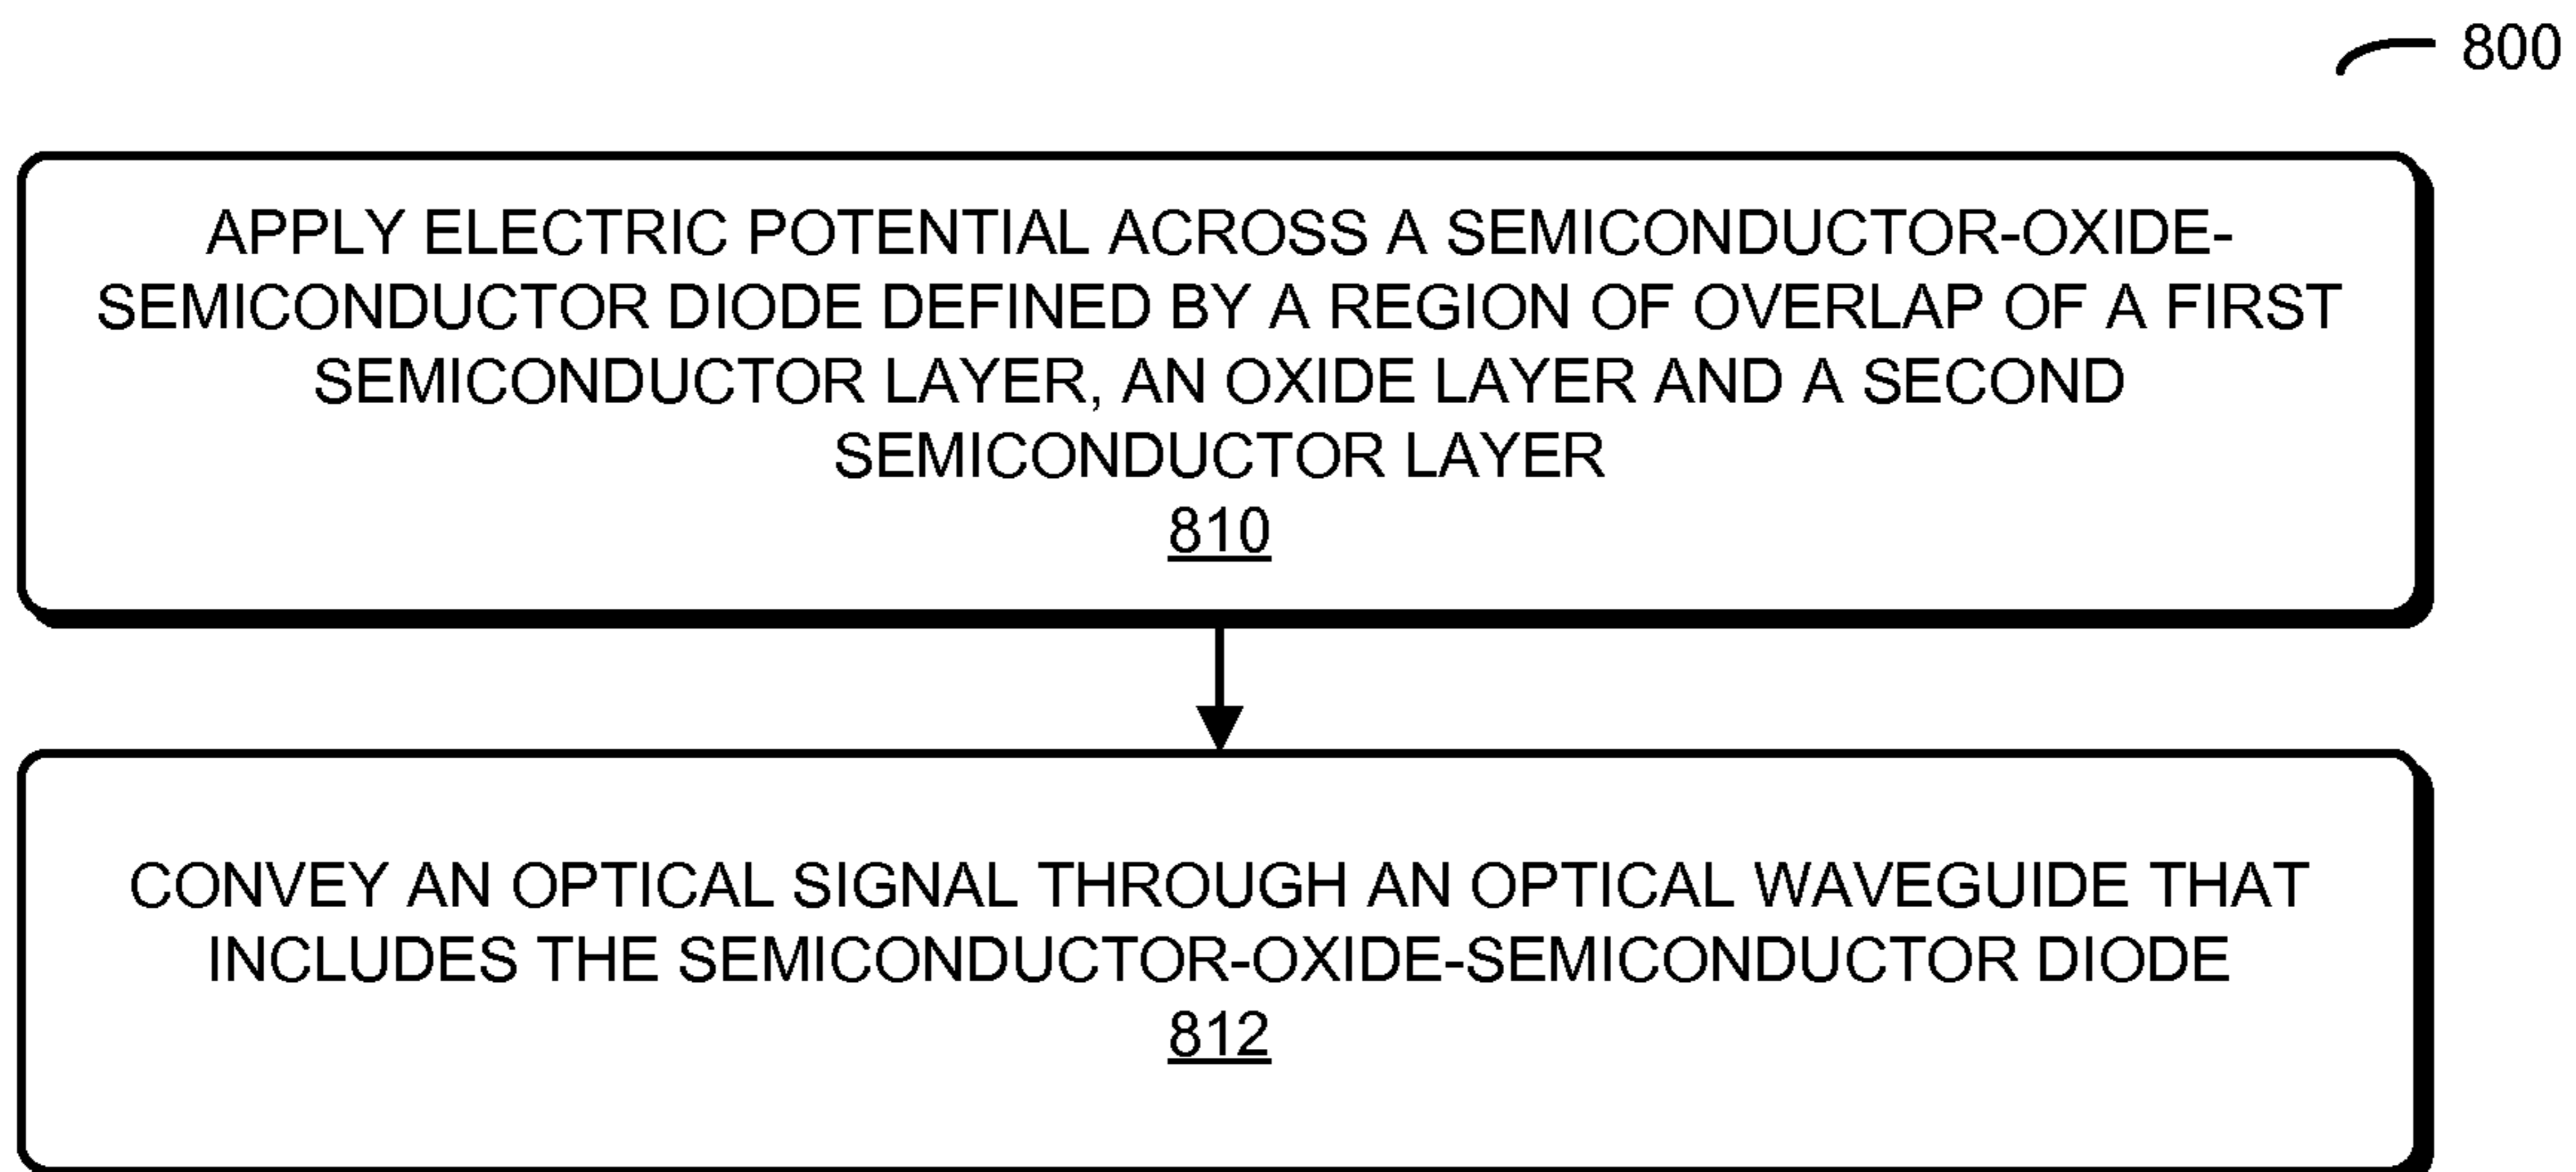 800
APPLY ELECTRIC POTENTIAL ACROSS A SEMICONDUCTOR-OXIDE-
SEMICONDUCTOR DIODE DEFINED BY A REGION OF OVERLAP OF A FIRST
SEMICONDUCTOR LAYER, AN OXIDE LAYER AND A SECOND
SEMICONDUCTOR LAYER
810
CONVEY AN OPTICAL SIGNAL THROUGH AN OPTICAL WAVEGUIDE THAT
INCLUDES THE SEMICONDUCTOR-OXIDE-SEMICONDUCTOR DIODE
812